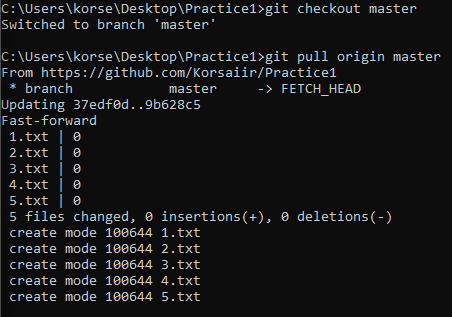 C:\Users\korse\Desktop\Practice1>git checkout master
Switched to branch 'master'
C:\Users\korse\Desktop\Practice1>git pull origin master
From https://github.com/Korsaiir/Practice1
 * branch            master     -> FETCH_HEAD
Updating 37edf0d..9b628c5
Fast-forward
 1.txt | 0
 2.txt | 0
 3.txt | 0
 4.txt | 0
 5.txt | 0
 5 files changed, 0 insertions(+), 0 deletions(-)
 create mode 100644 1.txt
 create mode 100644 2.txt
 create mode 100644 3.txt
 create mode 100644 4.txt
 create mode 100644 5.txt